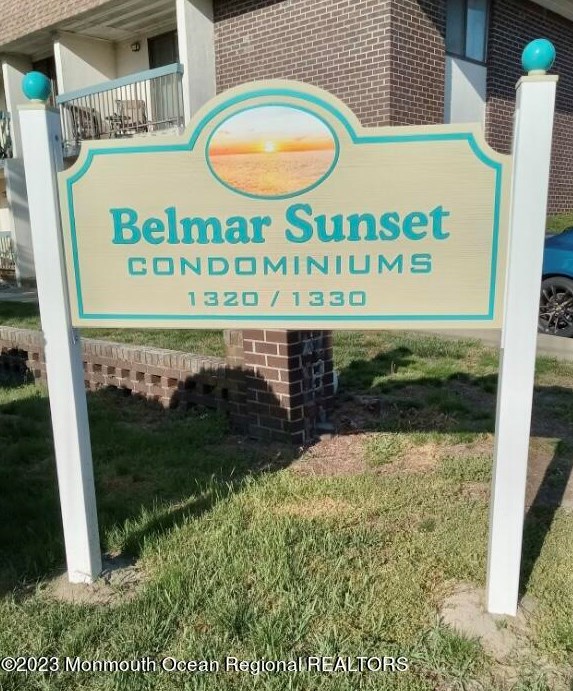 Belmar Sunset
CONDOMINIUMS
1320 / 1330
©2023 Monmouth Ocean Regional REALTORS